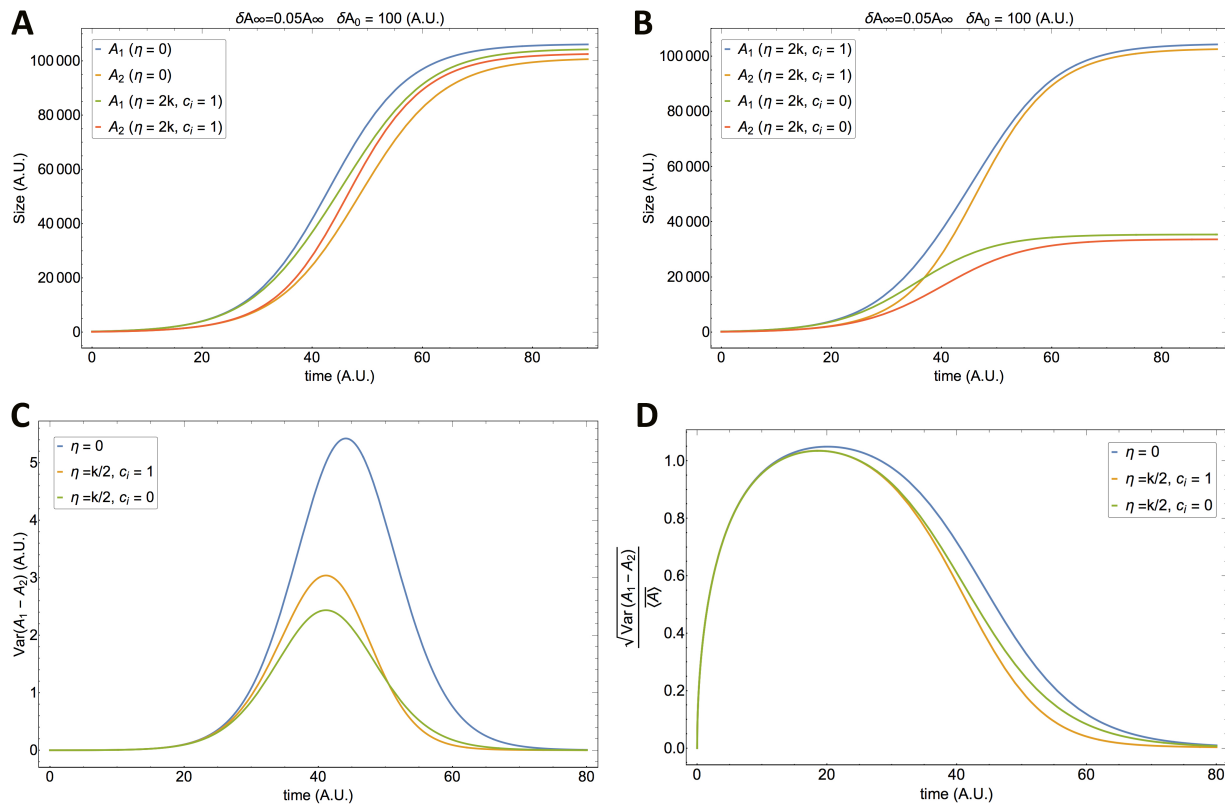 A
δA∞=0.05A∞ δA₀ = 100 (A.U.)
A₁ (η = 0)
A₂ (η = 0)
A₁ (η = 2k, cᵢ = 1)
A₂ (η = 2k, cᵢ = 1)
Size (A.U.)
100 000
80 000
60 000
40 000
20 000
0
0 20 40 60 80
time (A.U.)
B
δA∞=0.05A∞ δA₀ = 100 (A.U.)
A₁ (η = 2k, cᵢ = 1)
A₂ (η = 2k, cᵢ = 1)
A₁ (η = 2k, cᵢ = 0)
A₂ (η = 2k, cᵢ = 0)
Size (A.U.)
100 000
80 000
60 000
40 000
20 000
0
0 20 40 60 80
time (A.U.)
C
η = 0
η =k/2, cᵢ = 1
η =k/2, cᵢ = 0
Var(A₁ − A₂) (A.U.)
5
4
3
2
1
0
0 20 40 60 80
time (A.U.)
D
η = 0
η =k/2, cᵢ = 1
η =k/2, cᵢ = 0
√Var (A₁ − A₂)
⟨A⟩
1.0
0.8
0.6
0.4
0.2
0.0
0 20 40 60 80
time (A.U.)